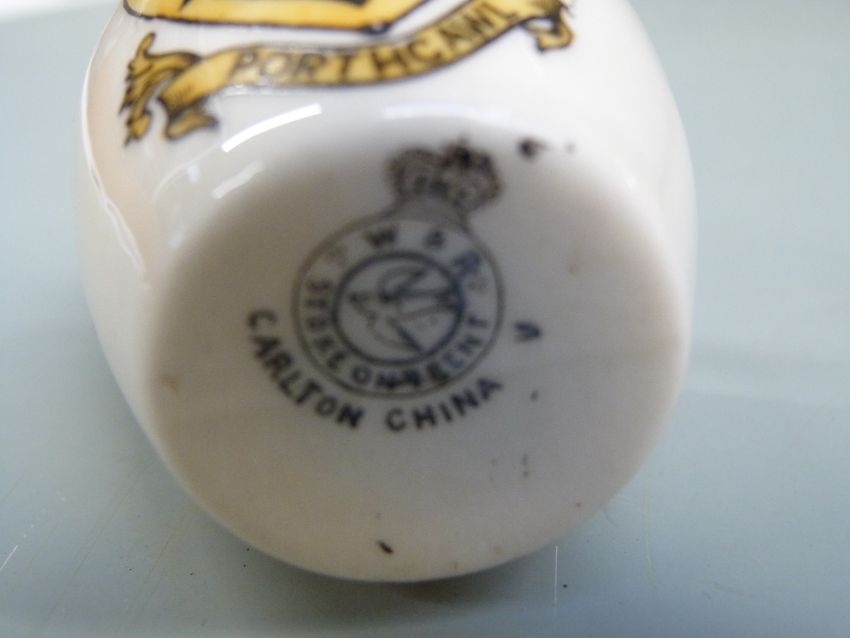 PORTHCAWL
W & R
STOKE ON TRENT
CARLTON CHINA